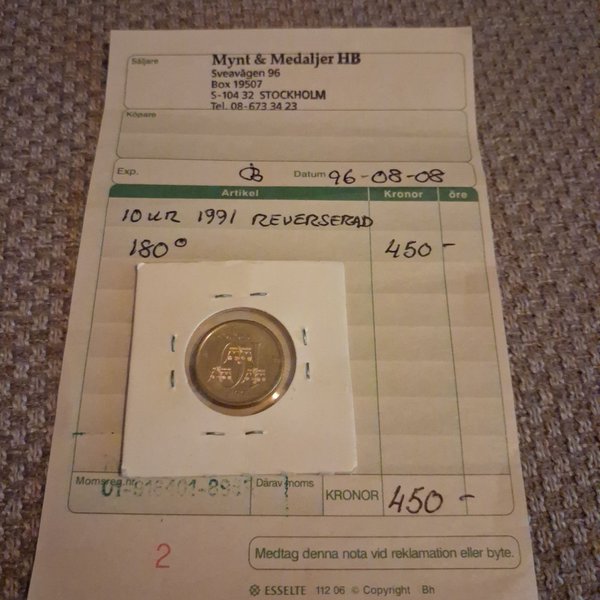 Säljare
Mynt & Medaljer HB
Sveavägen 96
Box 19507
S-104 32 STOCKHOLM
Tel. 08-673 34 23
Köpare
Exp. Datum 96-08-08
Artikel Kronor öre
10 KR 1991 REVERSERAD
180° 450-
Momsreg.nr Därav moms KRONOR 450-
2
Medtag denna nota vid reklamation eller byte.
ESSELTE 112 06 © Copyright Bh